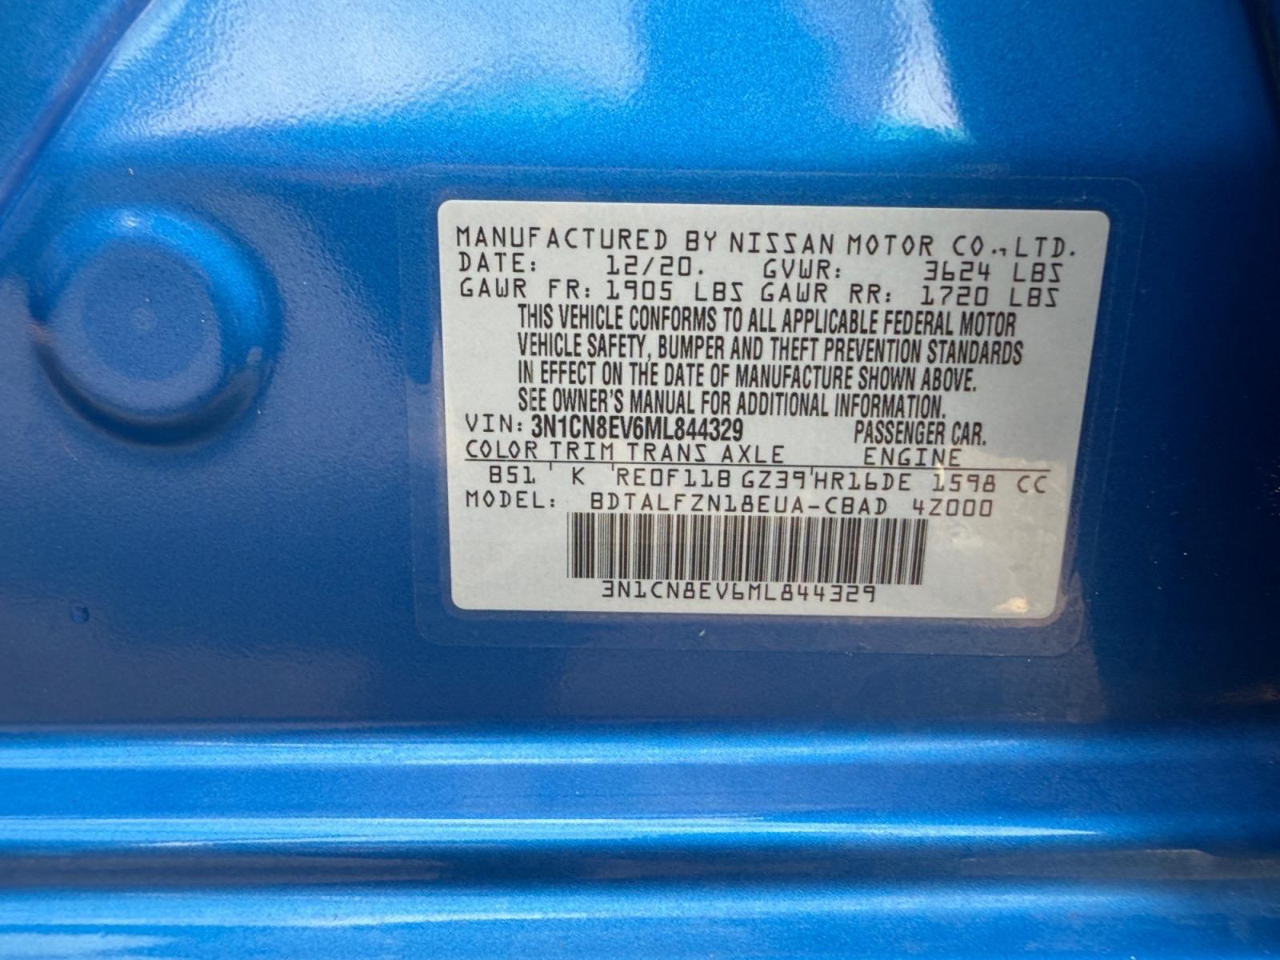 MANUFACTURED BY NISSAN MOTOR CO., LTD.
DATE: 12/20. GVWR: 3624 LBS
GAWR FR: 1905 LBS GAWR RR: 1720 LBS
THIS VEHICLE CONFORMS TO ALL APPLICABLE FEDERAL MOTOR
VEHICLE SAFETY, BUMPER AND THEFT PREVENTION STANDARDS
IN EFFECT ON THE DATE OF MANUFACTURE SHOWN ABOVE.
SEE OWNER'S MANUAL FOR ADDITIONAL INFORMATION.
VIN: 3N1CN8EV6ML844329 PASSENGER CAR.
COLOR TRIM TRANS AXLE ENGINE
B51 ' K 'RE0F11B GZ39'HR16DE 1598 CC
MODEL: BDTALFZN18EUA-CBAD 4Z000
3N1CN8EV6ML844329